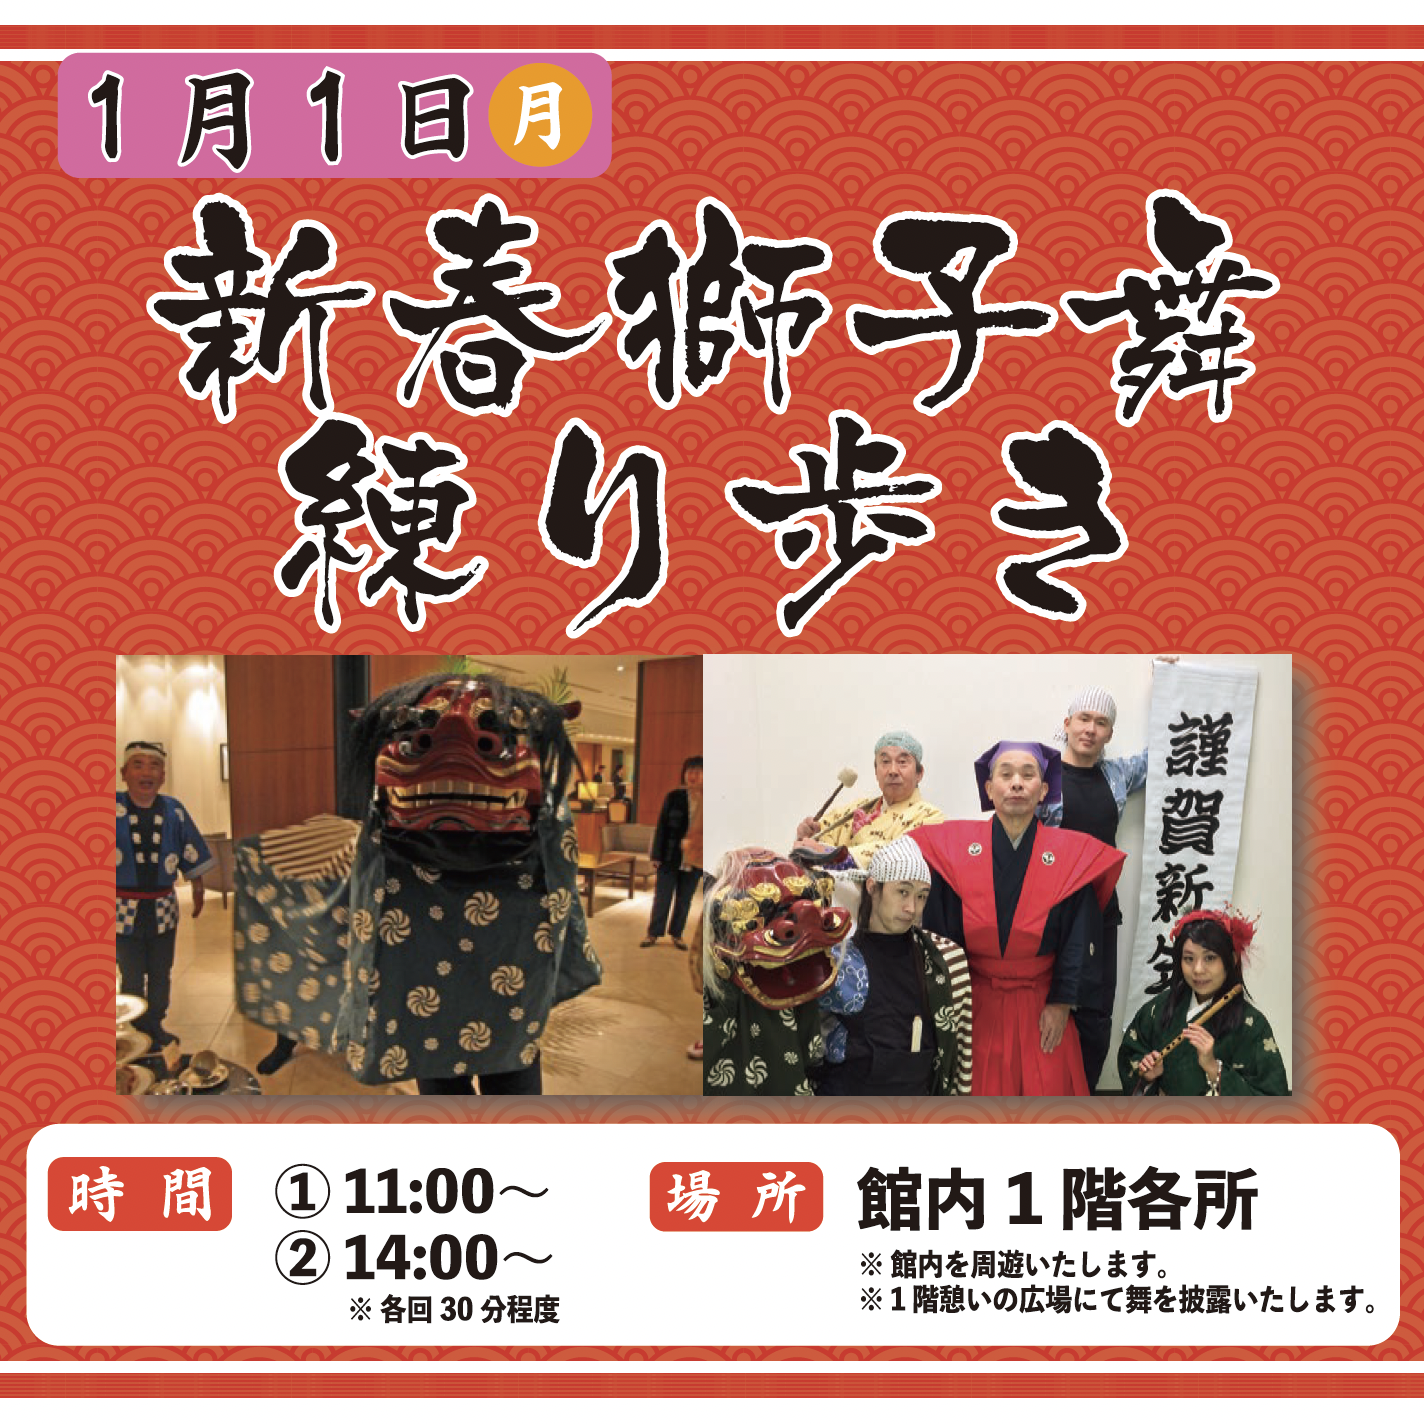 1月1日月
新春獅子舞
練り歩き
謹賀新年
時間
①11:00〜
②14:00〜
※各回30分程度
場所
館内1階各所
※館内を周遊いたします。
※1階憩いの広場にて舞を披露いたします。